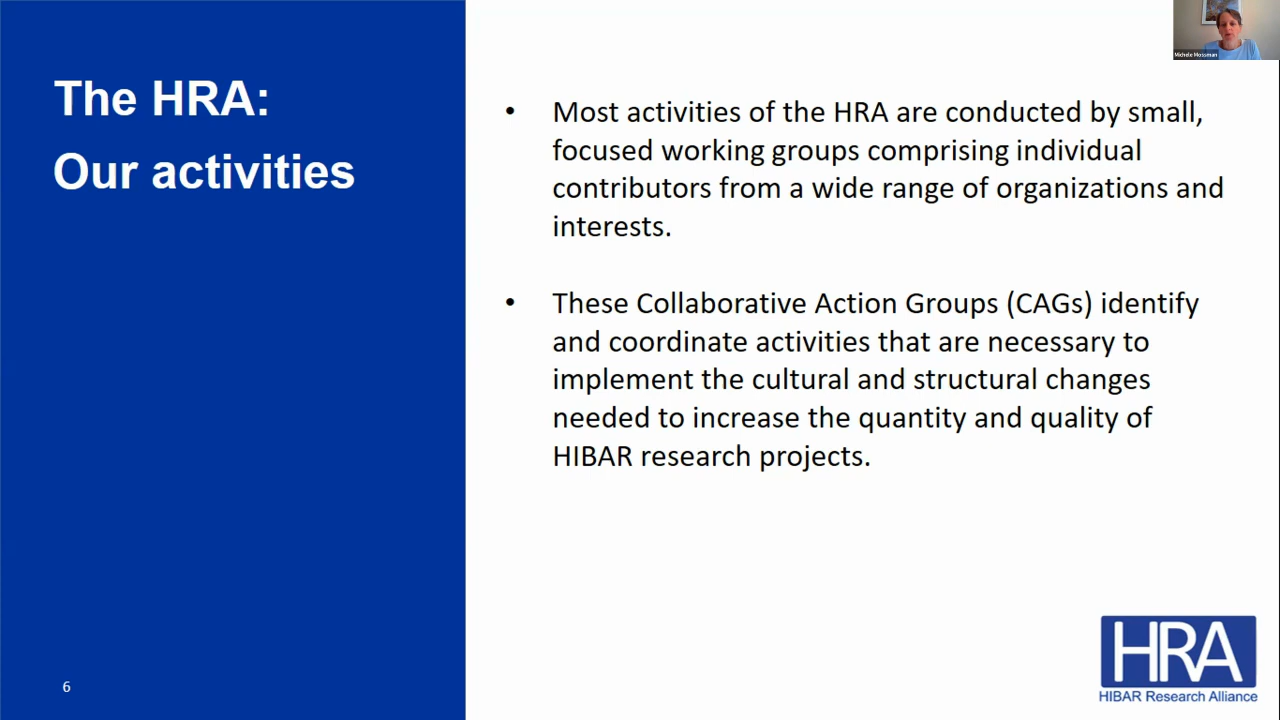 The HRA:
Our activities
• Most activities of the HRA are conducted by small,
focused working groups comprising individual
contributors from a wide range of organizations and
interests.
• These Collaborative Action Groups (CAGs) identify
and coordinate activities that are necessary to
implement the cultural and structural changes
needed to increase the quantity and quality of
HIBAR research projects.
Michele Mossman
HRA
HIBAR Research Alliance
6